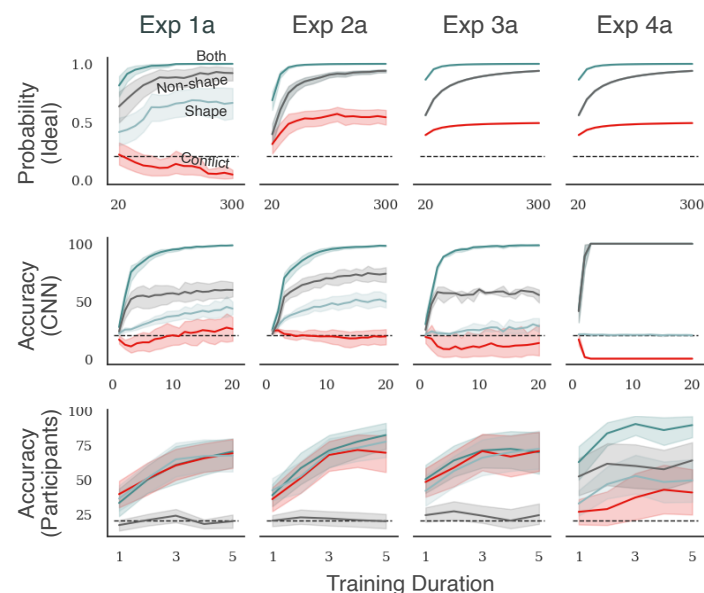 Exp 1a Exp 2a Exp 3a Exp 4a
Probability
(Ideal)
1.0
0.5
0.0
Both
Non-shape
Shape
Conflict
20 300 20 300 20 300 20 300
Accuracy
(CNN)
100
50
0
0 10 20 0 10 20 0 10 20 0 10 20
Accuracy
(Participants)
100
75
50
25
1 3 5 1 3 5 1 3 5 1 3 5
Training Duration